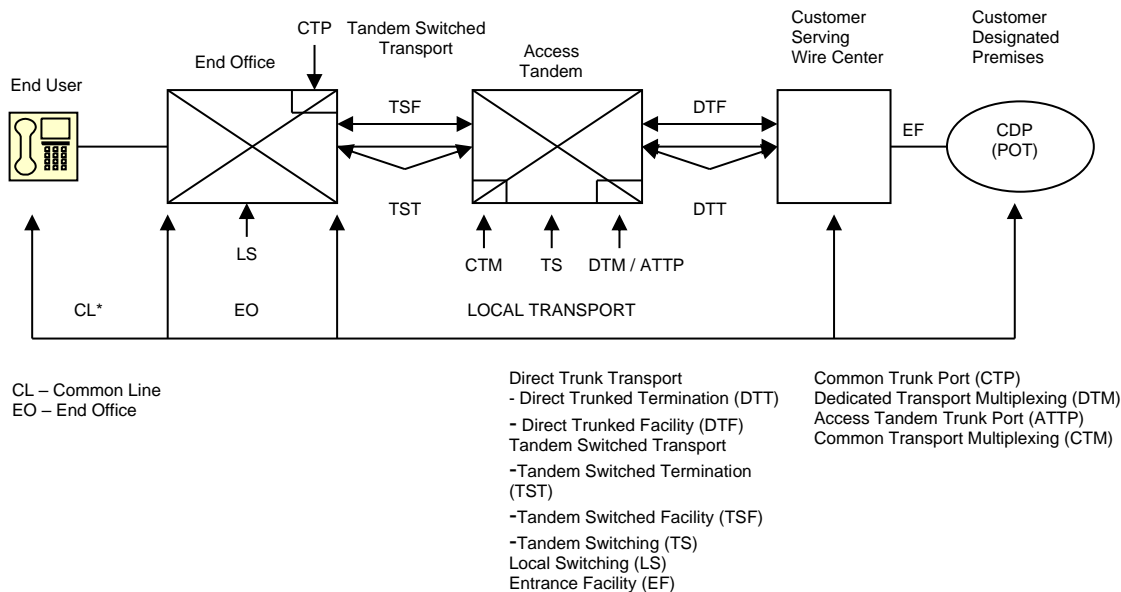 CTP
Tandem Switched
Transport
Customer
Serving
Wire Center
Customer
Designated
Premises
End Office
Access
Tandem
End User
TSF
DTF
EF
CDP
(POT)
TST
DTT
LS
CTM
TS
DTM / ATTP
CL*
EO
LOCAL TRANSPORT
CL – Common Line
EO – End Office
Direct Trunk Transport
- Direct Trunked Termination (DTT)
- Direct Trunked Facility (DTF)
Tandem Switched Transport
-Tandem Switched Termination
(TST)
-Tandem Switched Facility (TSF)
-Tandem Switching (TS)
Local Switching (LS)
Entrance Facility (EF)
Common Trunk Port (CTP)
Dedicated Transport Multiplexing (DTM)
Access Tandem Trunk Port (ATTP)
Common Transport Multiplexing (CTM)